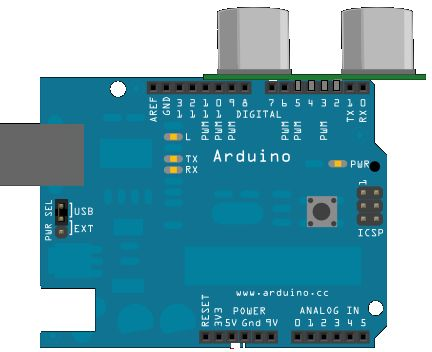 AREF
GND
13
12
11
10
9
8
7
6
5
4
3
2
1
0
TX
RX
PWM
PWM
PWM
PWM
PWM
PWM
DIGITAL
L
TX
RX
Arduino
PWR
1
ICSP
PWR SEL
USB
EXT
www.arduino.cc
POWER
ANALOG IN
RESET
3V3
5V Gnd 9V
0 1 2 3 4 5